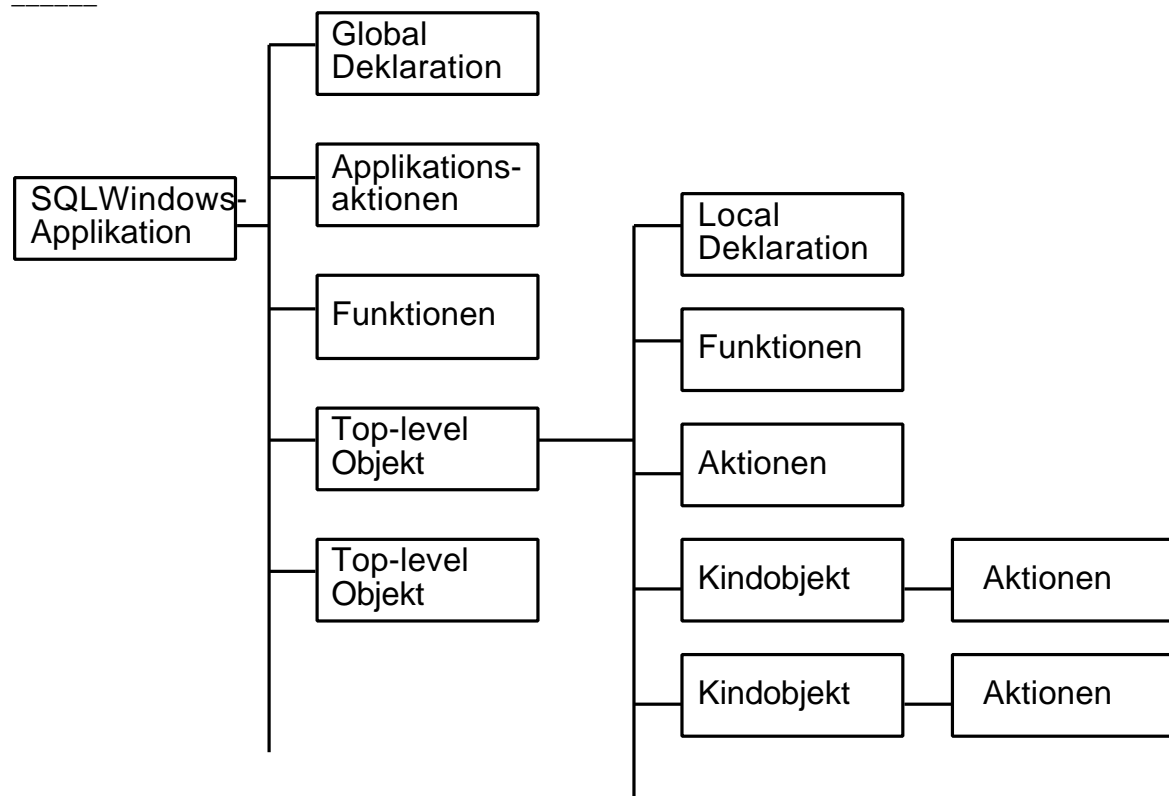 Global
Deklaration
Applikations-
aktionen
SQLWindows-
Applikation
Funktionen
Top-level
Objekt
Top-level
Objekt
Local
Deklaration
Funktionen
Aktionen
Kindobjekt
Aktionen
Kindobjekt
Aktionen